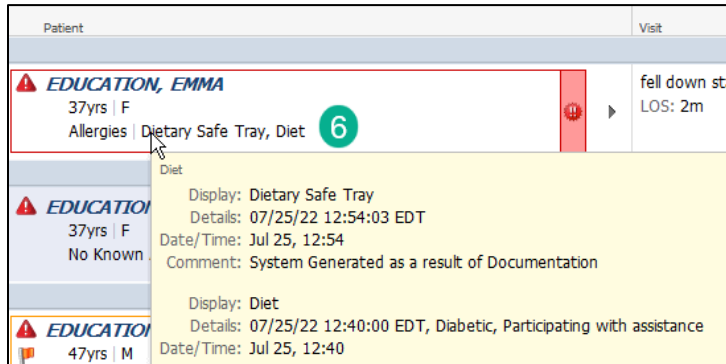 Patient
Visit
EDUCATION, EMMA
37yrs | F
Allergies | Dietary Safe Tray, Diet
6
fell down st
LOS: 2m
Diet
Display: Dietary Safe Tray
Details: 07/25/22 12:54:03 EDT
Date/Time: Jul 25, 12:54
Comment: System Generated as a result of Documentation
Display: Diet
Details: 07/25/22 12:40:00 EDT, Diabetic, Participating with assistance
Date/Time: Jul 25, 12:40
EDUCATIO
37yrs | F
No Known
EDUCATIO
47yrs | M